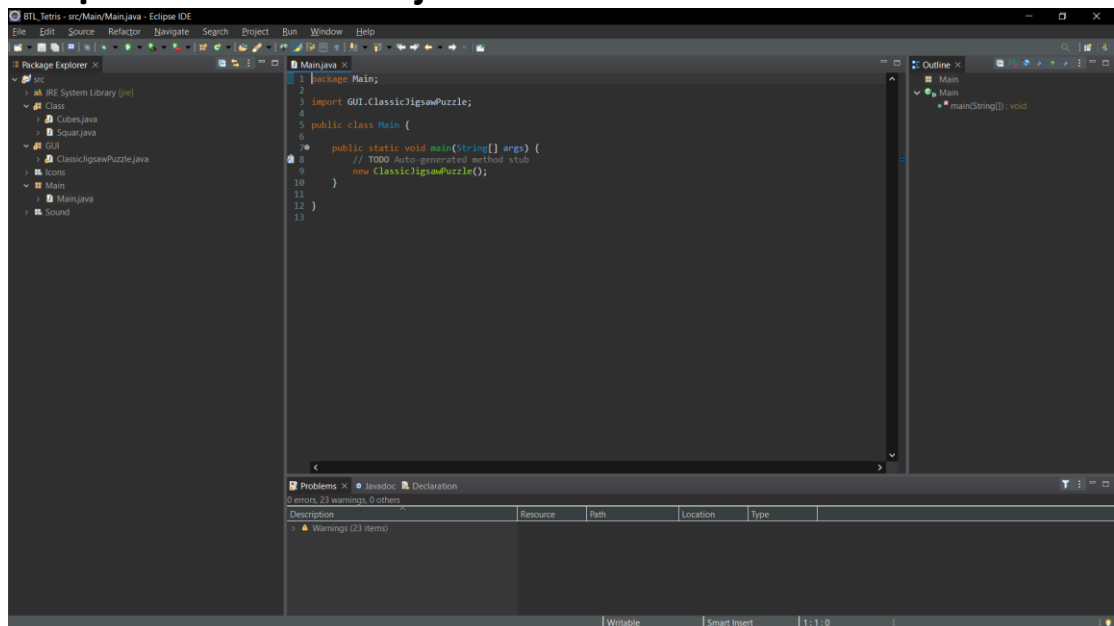 BTL_Tetris - src/Main/Main.java - Eclipse IDE
File Edit Source Refactor Navigate Search Project Run Window Help
Package Explorer
src
JRE System Library [jre]
Class
Cubes.java
Squar.java
GUI
ClassicJigsawPuzzle.java
Icons
Main
Main.java
Sound
Main.java
1 package Main;
2
3 import GUI.ClassicJigsawPuzzle;
4
5 public class Main {
6
7 public static void main(String[] args) {
8 // TODO Auto-generated method stub
9 new ClassicJigsawPuzzle();
10 }
11
12 }
13
Outline
Main
Main
main(String[]) : void
Problems Javadoc Declaration
0 errors, 23 warnings, 0 others
Description Resource Path Location Type
Warnings (23 items)
Writable Smart Insert 1 : 1 : 0